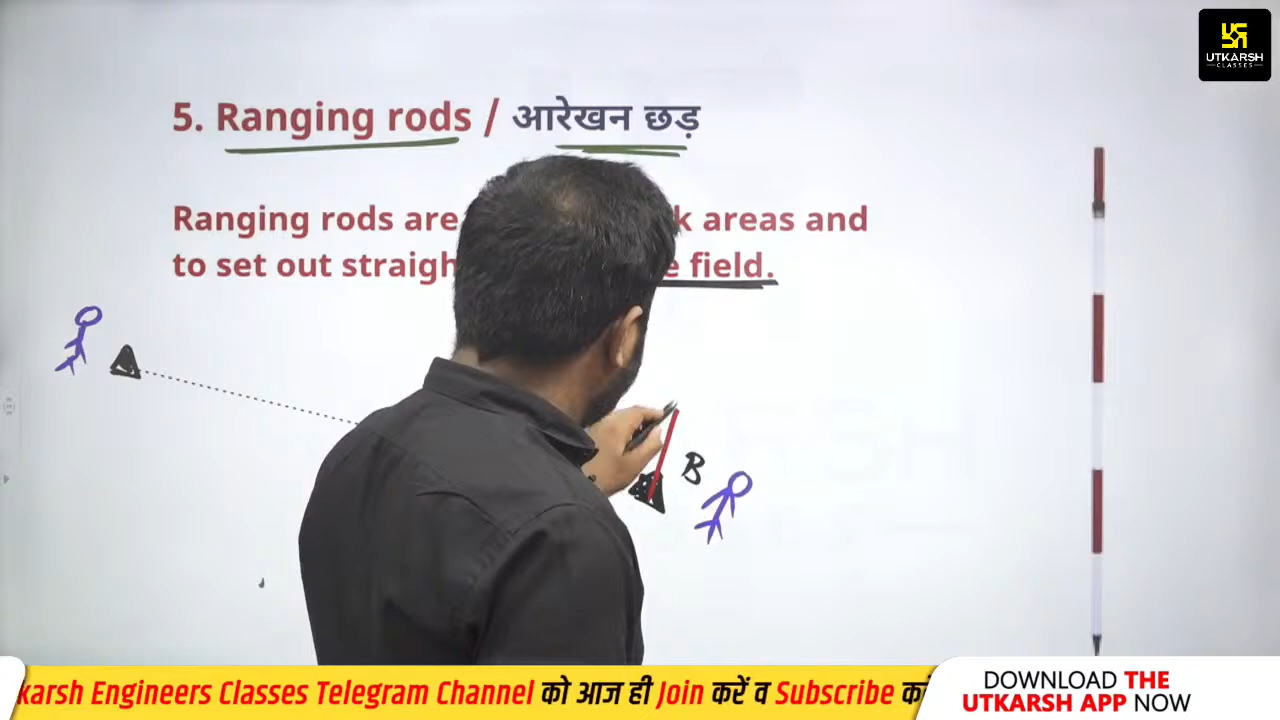 UTKARSH
CLASSES
5. Ranging rods / आरेखन छड़
Ranging rods are k areas and
to set out straigh e field.
B
karsh Engineers Classes Telegram Channel को आज ही Join करें व Subscribe
DOWNLOAD THE
UTKARSH APP NOW